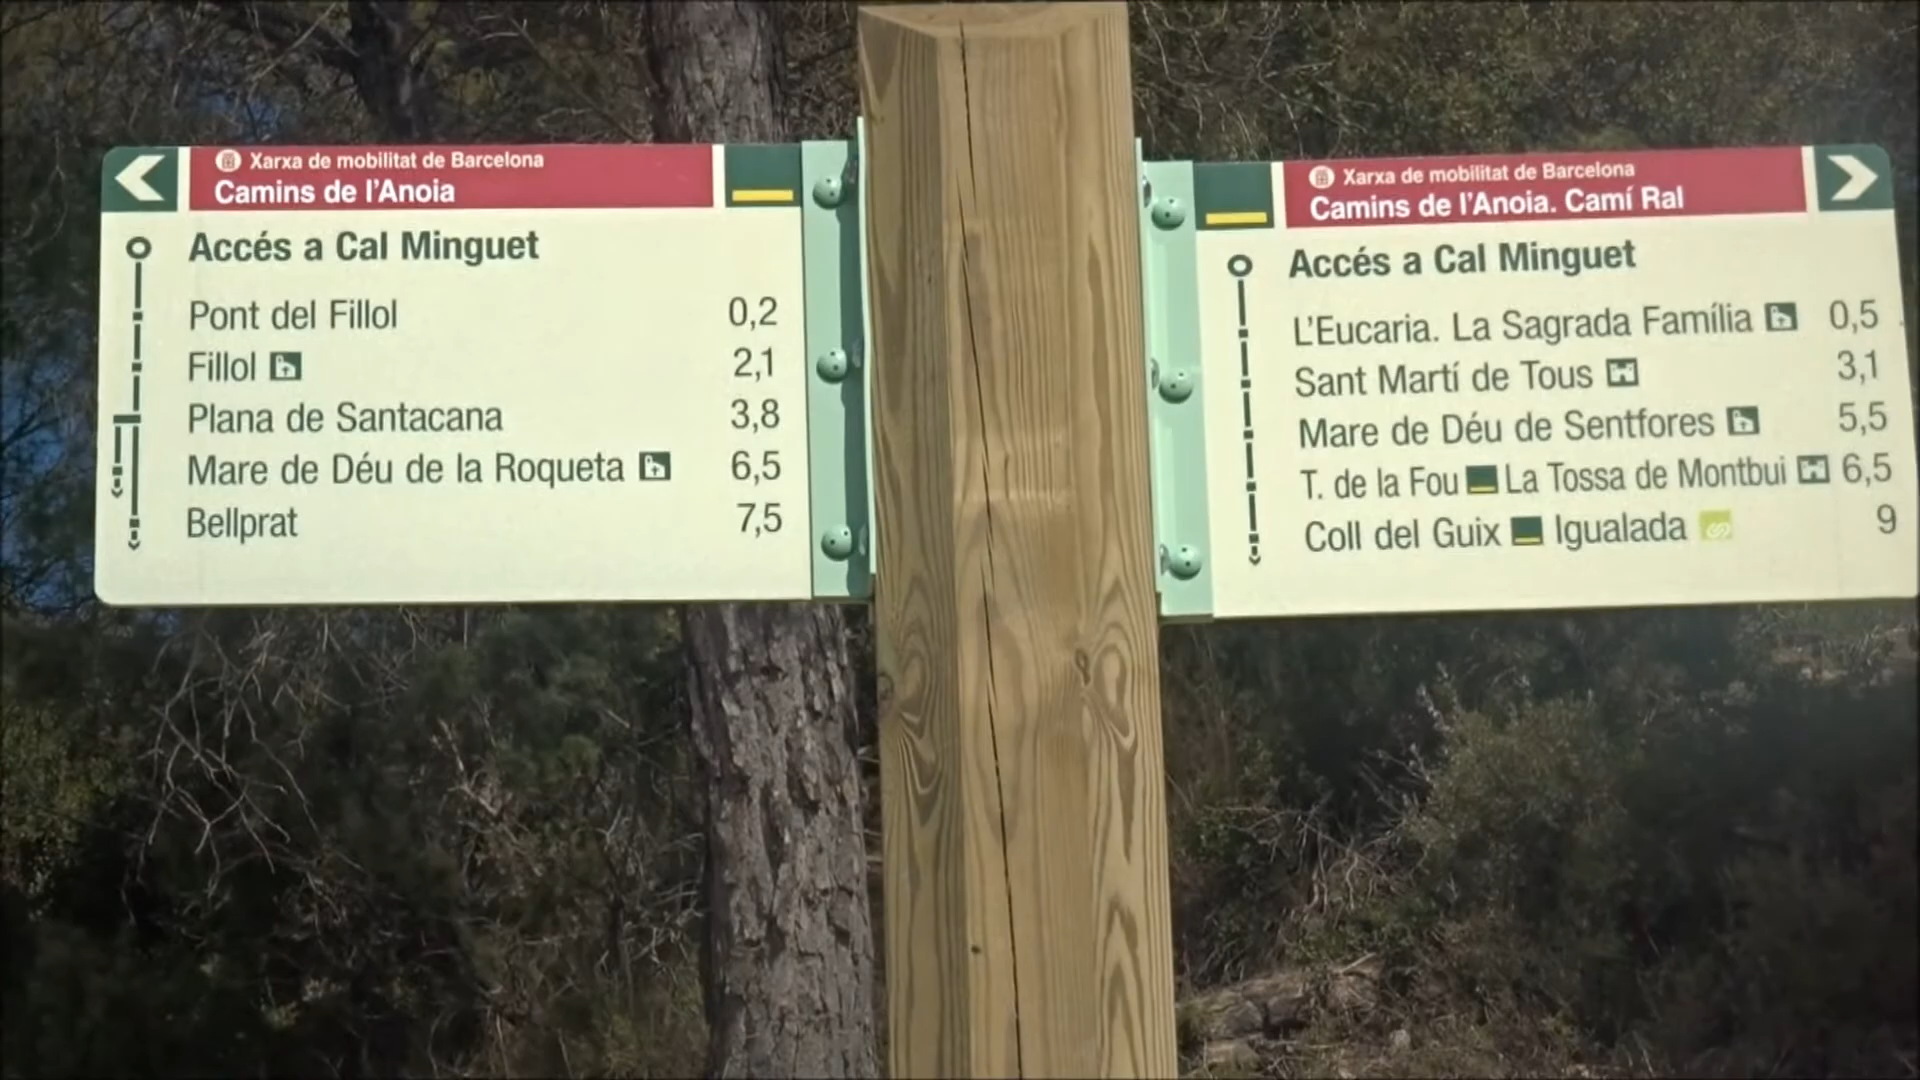 Xarxa de mobilitat de Barcelona
Camins de l'Anoia
Accés a Cal Minguet
Pont del Fillol 0,2
Fillol 2,1
Plana de Santacana 3,8
Mare de Déu de la Roqueta 6,5
Bellprat 7,5
Xarxa de mobilitat de Barcelona
Camins de l'Anoia. Camí Ral
Accés a Cal Minguet
L'Eucaria. La Sagrada Família 0,5
Sant Martí de Tous 3,1
Mare de Déu de Sentfores 5,5
T. de la Fou La Tossa de Montbui 6,5
Coll del Guix Igualada 9